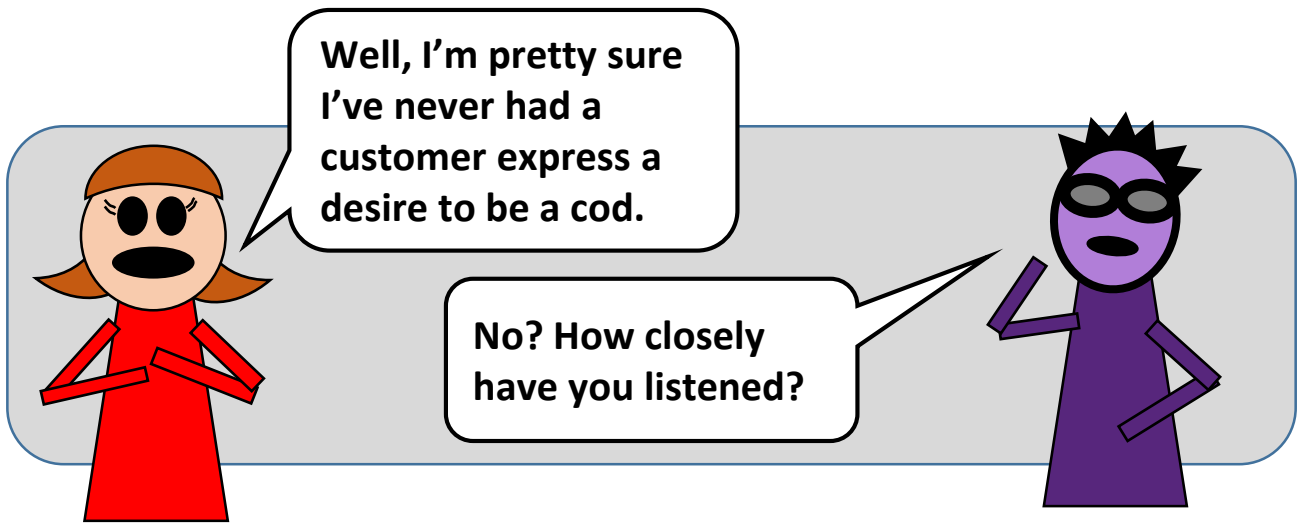 Well, I’m pretty sure
I’ve never had a
customer express a
desire to be a cod.
No? How closely
have you listened?